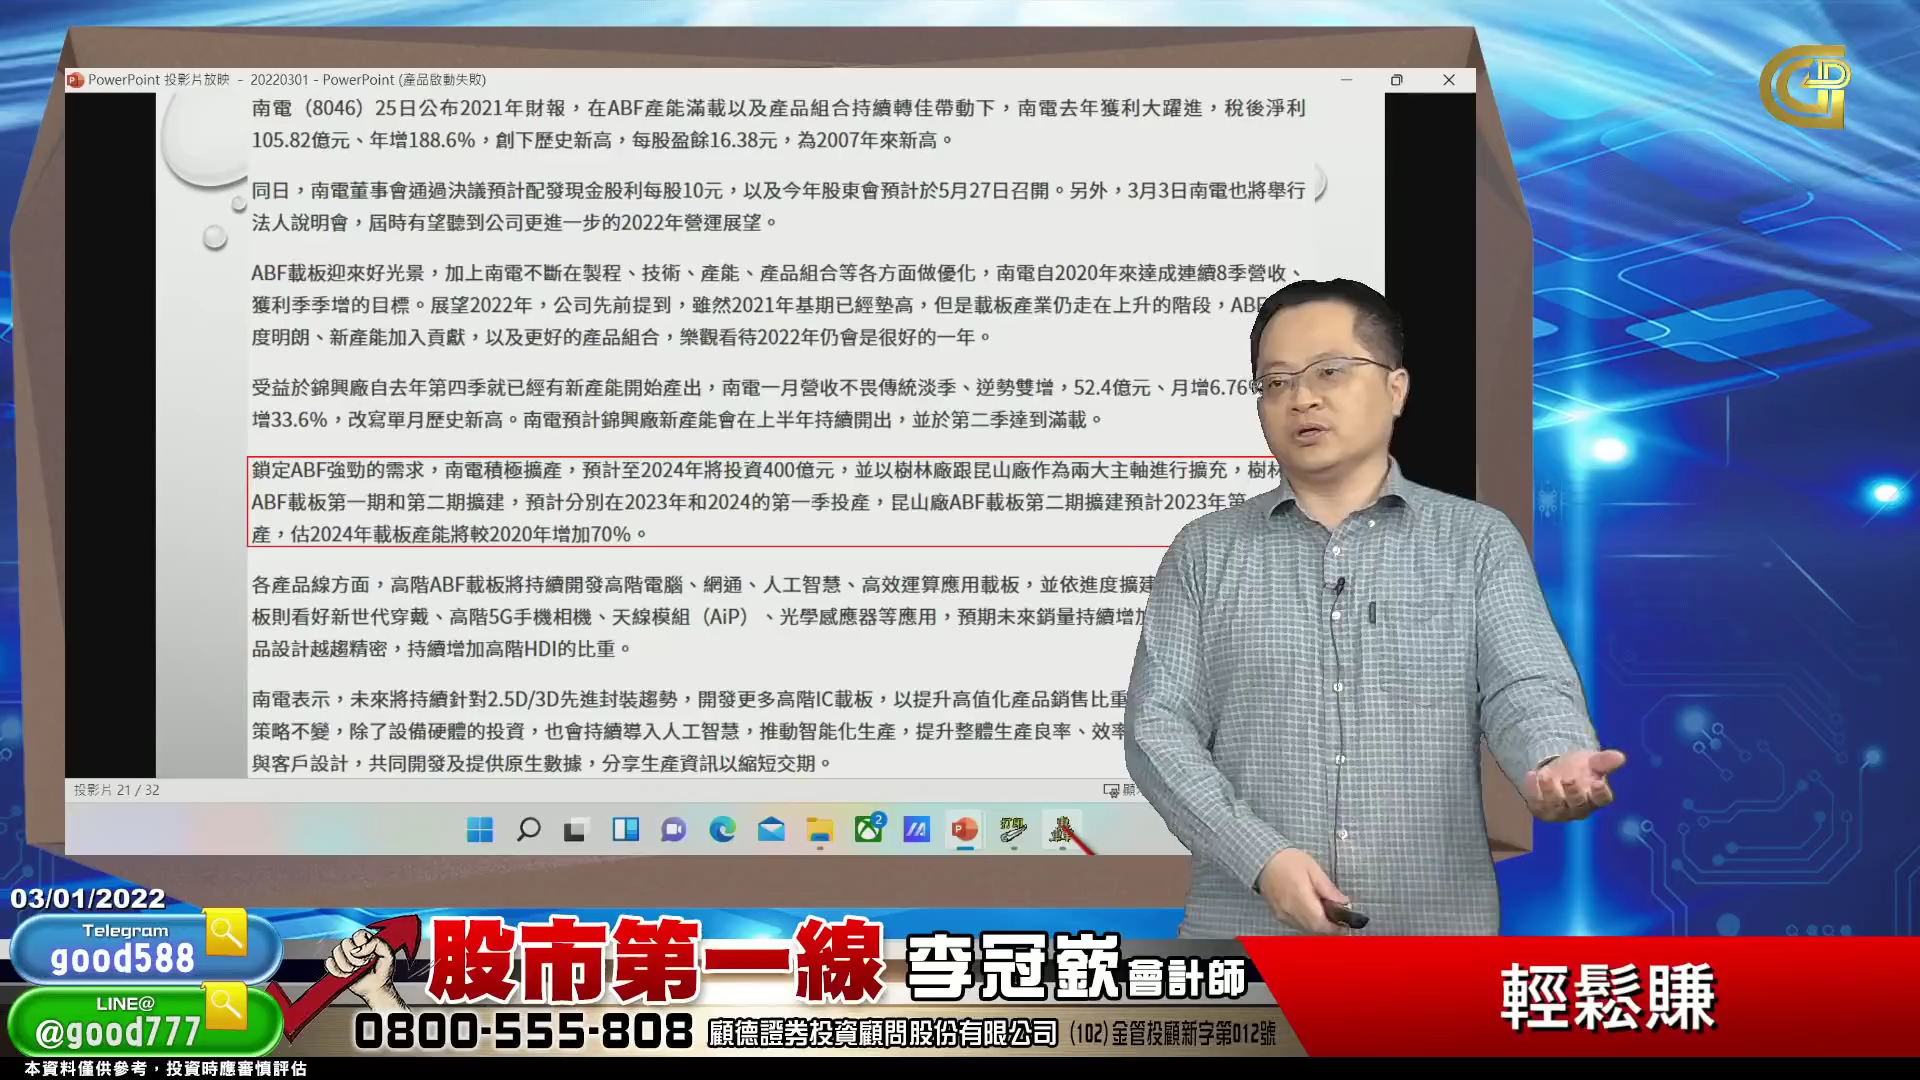 PowerPoint 投影片放映 - 20220301 - PowerPoint (產品啟動失敗)
南電（8046）25日公布2021年財報，在ABF產能滿載以及產品組合持續轉佳帶動下，南電去年獲利大躍進，稅後淨利
105.82億元、年增188.6%，創下歷史新高，每股盈餘16.38元，為2007年來新高。
同日，南電董事會通過決議預計配發現金股利每股10元，以及今年股東會預計於5月27日召開。另外，3月3日南電也將舉行
法人說明會，屆時有望聽到公司更進一步的2022年營運展望。
ABF載板迎來好光景，加上南電不斷在製程、技術、產能、產品組合等各方面做優化，南電自2020年來達成連續8季營收、
獲利季季增的目標。展望2022年，公司先前提到，雖然2021年基期已經墊高，但是載板產業仍走在上升的階段，ABF
度明朗、新產能加入貢獻，以及更好的產品組合，樂觀看待2022年仍會是很好的一年。
受益於錦興廠自去年第四季就已經有新產能開始產出，南電一月營收不畏傳統淡季、逆勢雙增，52.4億元、月增6.76%
增33.6%，改寫單月歷史新高。南電預計錦興廠新產能會在上半年持續開出，並於第二季達到滿載。
鎖定ABF強勁的需求，南電積極擴產，預計至2024年將投資400億元，並以樹林廠跟昆山廠作為兩大主軸進行擴充，樹林
ABF載板第一期和第二期擴建，預計分別在2023年和2024的第一季投產，昆山廠ABF載板第二期擴建預計2023年第
產，估2024年載板產能將較2020年增加70%。
各產品線方面，高階ABF載板將持續開發高階電腦、網通、人工智慧、高效運算應用載板，並依進度擴建
板則看好新世代穿戴、高階5G手機相機、天線模組（AiP）、光學感應器等應用，預期未來銷量持續增加
品設計越趨精密，持續增加高階HDI的比重。
南電表示，未來將持續針對2.5D/3D先進封裝趨勢，開發更多高階IC載板，以提升高值化產品銷售比重
策略不變，除了設備硬體的投資，也會持續導入人工智慧，推動智能化生產，提升整體生產良率、效率
與客戶設計，共同開發及提供原生數據，分享生產資訊以縮短交期。
投影片 21 / 32
2
打印
03/01/2022
Telegram
good588
LINE@
@good777
股市第一線 李冠嶔會計師
0800-555-808 顧德證券投資顧問股份有限公司 (102)金管投顧新字第012號
輕鬆賺
本資料僅供參考，投資時應審慎評估